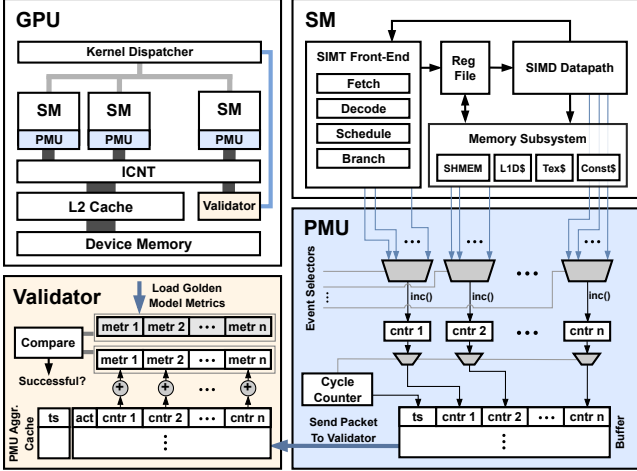 GPU
Kernel Dispatcher
SM
SM
SM
PMU
PMU
PMU
ICNT
L2 Cache
Validator
Device Memory
SM
SIMT Front-End
Fetch
Decode
Schedule
Branch
Reg
File
SIMD Datapath
Memory Subsystem
SHMEM
L1D$
Tex$
Const$
Validator
Load Golden
Model Metrics
metr 1
metr 2
metr n
Compare
metr 1
metr 2
metr n
Successful?
PMU Aggr.
Cache
ts
act
cntr 1
cntr 2
cntr n
PMU
Event Selectors
inc()
inc()
inc()
cntr 1
cntr 2
cntr n
Cycle
Counter
ts
cntr 1
cntr 2
cntr n
Send Packet
To Validator
Buffer